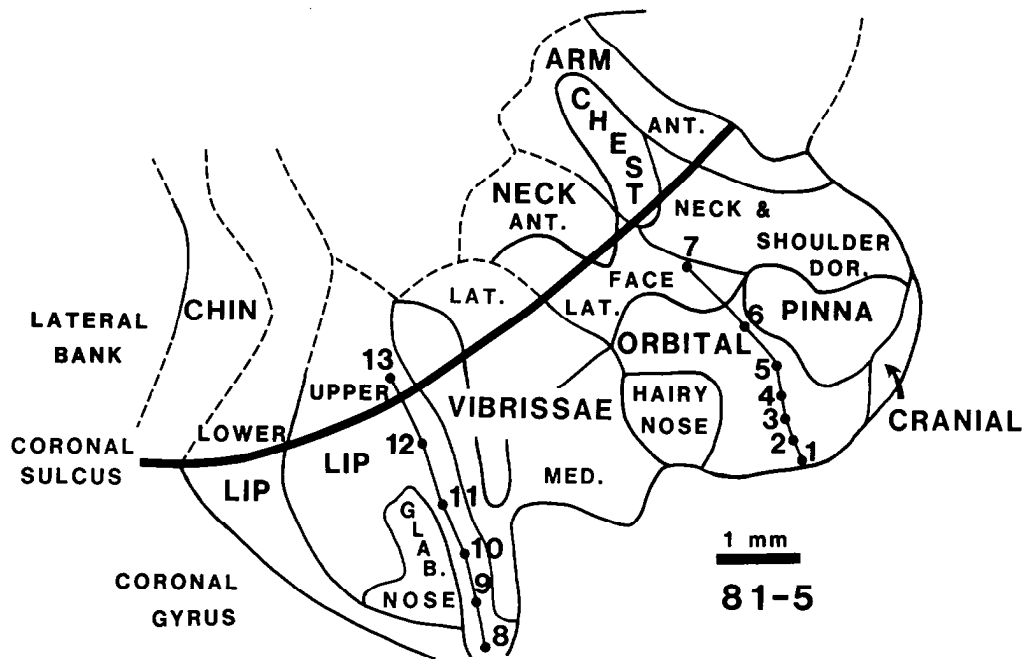 ARM
CHEST
ANT.
NECK
ANT.
NECK &
SHOULDER
DOR.
7
FACE
LAT.
LAT.
PINNA
6
ORBITAL
CHIN
LATERAL
BANK
13
UPPER
5
HAIRY
NOSE
4
3
2
1
CRANIAL
VIBRISSAE
LOWER
LIP
12
LIP
CORONAL
SULCUS
MED.
11
GLAB.
NOSE
10
9
8
CORONAL
GYRUS
1 mm
81-5